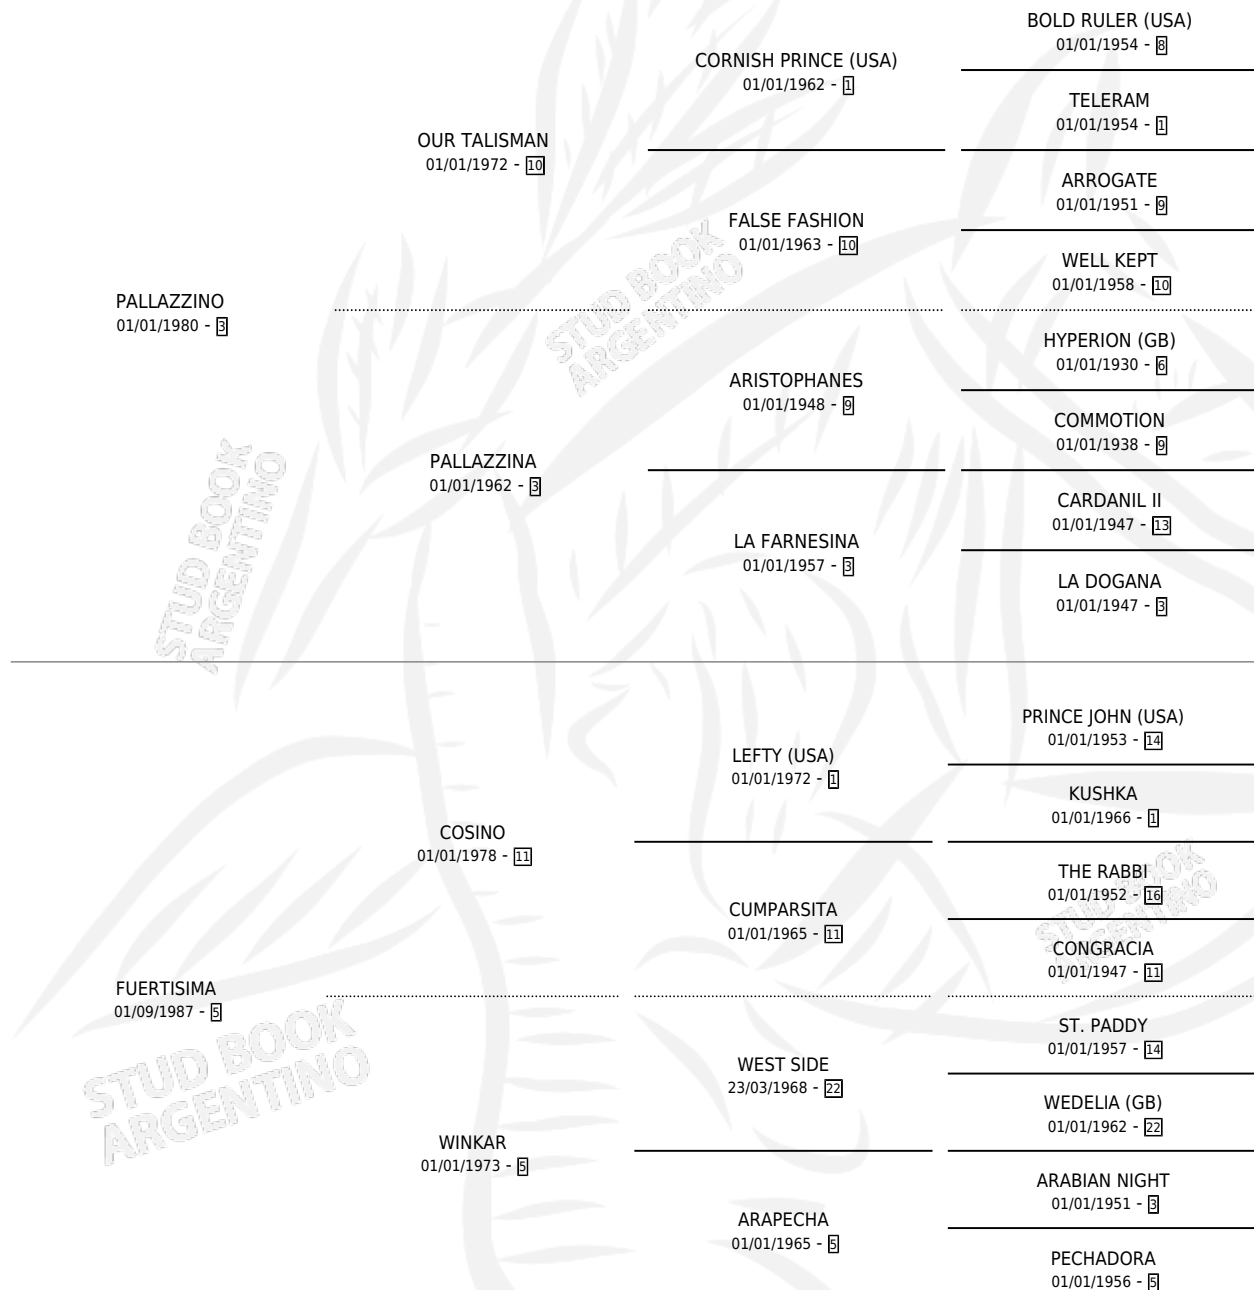 BOLD RULER (USA)
01/01/1954 - 8
CORNISH PRINCE (USA)
01/01/1962 - 1
TELERAM
01/01/1954 - 1
OUR TALISMAN
01/01/1972 - 10
ARROGATE
01/01/1951 - 9
FALSE FASHION
01/01/1963 - 10
WELL KEPT
01/01/1958 - 10
PALLAZZINO
01/01/1980 - 3
HYPERION (GB)
01/01/1930 - 6
ARISTOPHANES
01/01/1948 - 9
COMMOTION
01/01/1938 - 9
PALLAZZINA
01/01/1962 - 3
CARDANIL II
01/01/1947 - 13
LA FARNESINA
01/01/1957 - 3
LA DOGANA
01/01/1947 - 3
STUD BOOK
ARGENTINO
STUD BOOK
ARGENTINO
PRINCE JOHN (USA)
01/01/1953 - 14
LEFTY (USA)
01/01/1972 - 1
KUSHKA
01/01/1966 - 1
COSINO
01/01/1978 - 11
THE RABBI
01/01/1952 - 16
CUMPARSITA
01/01/1965 - 11
CONGRACIA
01/01/1947 - 11
FUERTISIMA
01/09/1987 - 5
ST. PADDY
01/01/1957 - 14
WEST SIDE
23/03/1968 - 22
WEDELIA (GB)
01/01/1962 - 22
WINKAR
01/01/1973 - 5
ARABIAN NIGHT
01/01/1951 - 3
ARAPECHA
01/01/1965 - 5
PECHADORA
01/01/1956 - 5
STUD BOOK
ARGENTINO
STUD BOOK
ARGENTINO